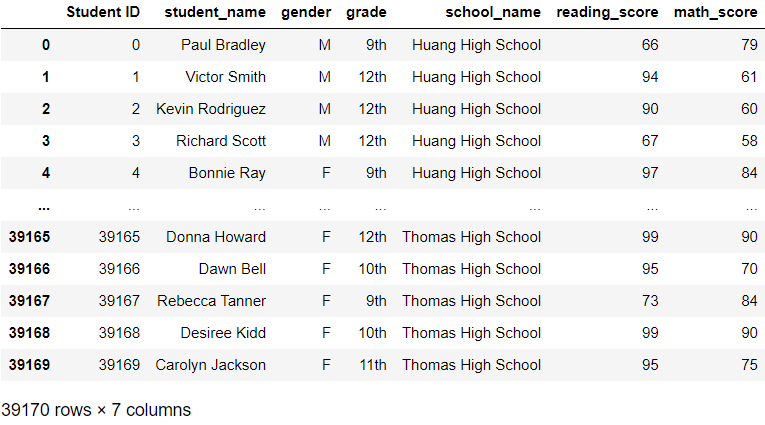 Student ID student_name gender grade school_name reading_score math_score
0 0 Paul Bradley M 9th Huang High School 66 79
1 1 Victor Smith M 12th Huang High School 94 61
2 2 Kevin Rodriguez M 12th Huang High School 90 60
3 3 Richard Scott M 12th Huang High School 67 58
4 4 Bonnie Ray F 9th Huang High School 97 84
... ... ... ... ... ... ... ...
39165 39165 Donna Howard F 12th Thomas High School 99 90
39166 39166 Dawn Bell F 10th Thomas High School 95 70
39167 39167 Rebecca Tanner F 9th Thomas High School 73 84
39168 39168 Desiree Kidd F 10th Thomas High School 99 90
39169 39169 Carolyn Jackson F 11th Thomas High School 95 75
39170 rows × 7 columns